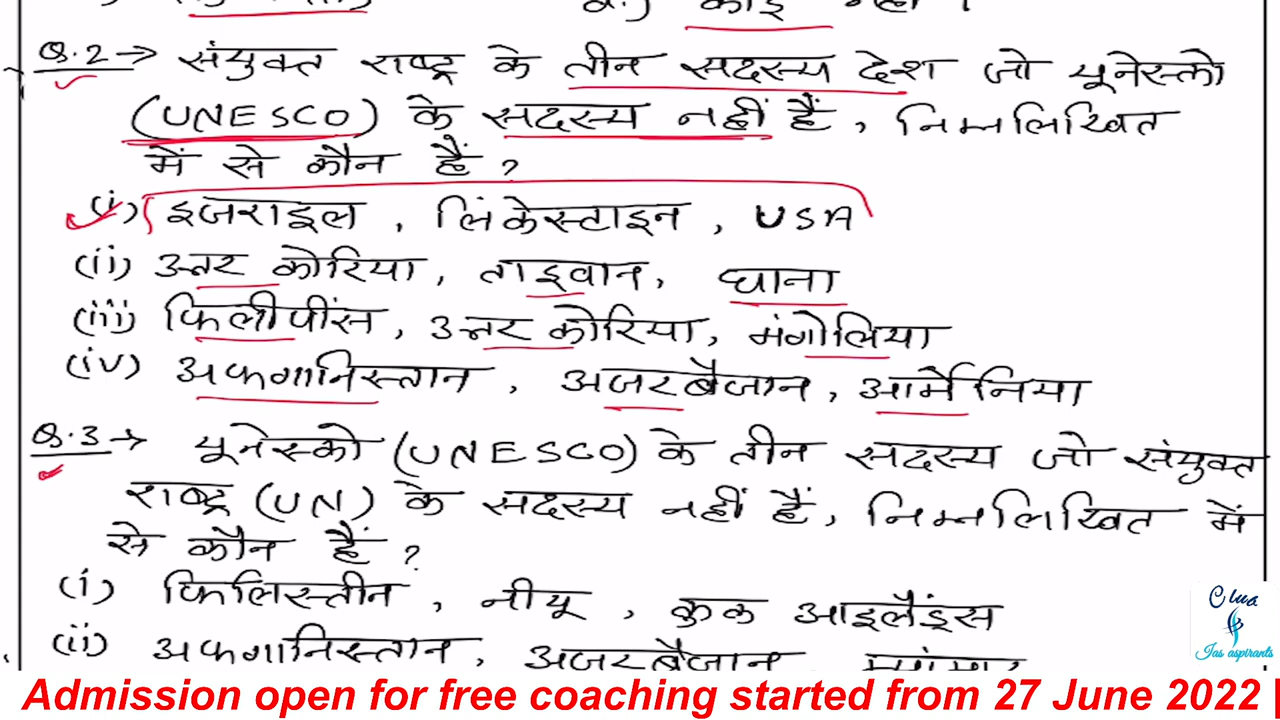 Q.2 → संयुक्त राष्ट्र के तीन सदस्य देश जो यूनेस्को
(UNESCO) के सदस्य नहीं हैं, निम्नलिखित
में से कौन हैं ?
(i) इजराइल, लिंकेस्टाइन, USA
(ii) उत्तर कोरिया, ताइवान, घाना
(iii) फिलीपींस, उत्तर कोरिया, मंगोलिया
(iv) अफगानिस्तान, अजरबैजान, आर्मेनिया
Q.3 → यूनेस्को (UNESCO) के तीन सदस्य जो संयुक्त
राष्ट्र (UN) के सदस्य नहीं हैं, निम्नलिखित में
से कौन हैं ?
(i) फिलिस्तीन, नीयू, कुक आइलैंड्स
(ii) अफगानिस्तान, अजरबैजान
Ias aspirants
Admission open for free coaching started from 27 June 2022 |